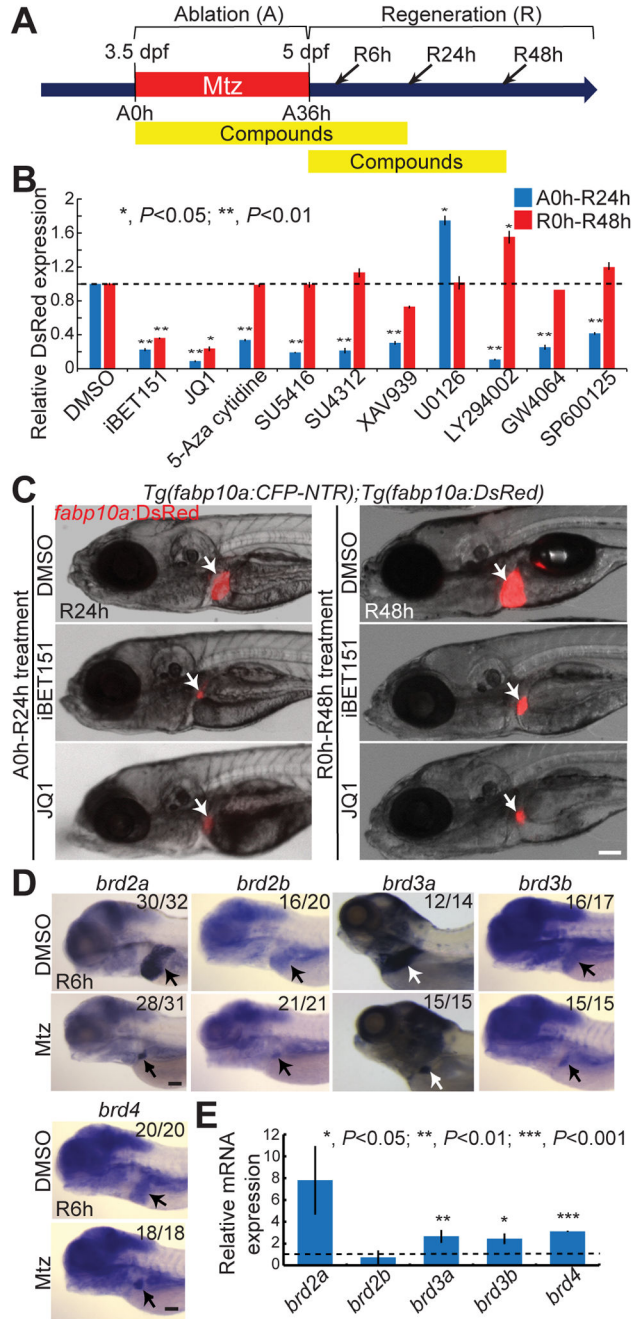 A
Ablation (A)
Regeneration (R)
3.5 dpf
5 dpf
R6h
R24h
R48h
Mtz
A0h
A36h
Compounds
Compounds
B
Relative DsRed expression
2
1.6
1.2
0.8
0.4
0
*, P<0.05; **, P<0.01
A0h-R24h
R0h-R48h
** ** ** ** ** * ** ** ** ** ** * * **
DMSO
iBET151
JQ1
5-Aza cytidine
SU5416
SU4312
XAV939
U0126
LY294002
GW4064
SP600125
C
Tg(fabp10a:CFP-NTR);Tg(fabp10a:DsRed)
fabp10a:DsRed
A0h-R24h treatment
DMSO
iBET151
JQ1
R24h
R0h-R48h treatment
DMSO
iBET151
JQ1
R48h
D
brd2a
brd2b
brd3a
brd3b
DMSO
30/32
16/20
12/14
16/17
R6h
Mtz
28/31
21/21
15/15
15/15
brd4
DMSO
20/20
R6h
Mtz
18/18
E
*, P<0.05; **, P<0.01; ***, P<0.001
Relative mRNA
expression
12
10
8
6
4
2
0
** * ***
brd2a
brd2b
brd3a
brd3b
brd4